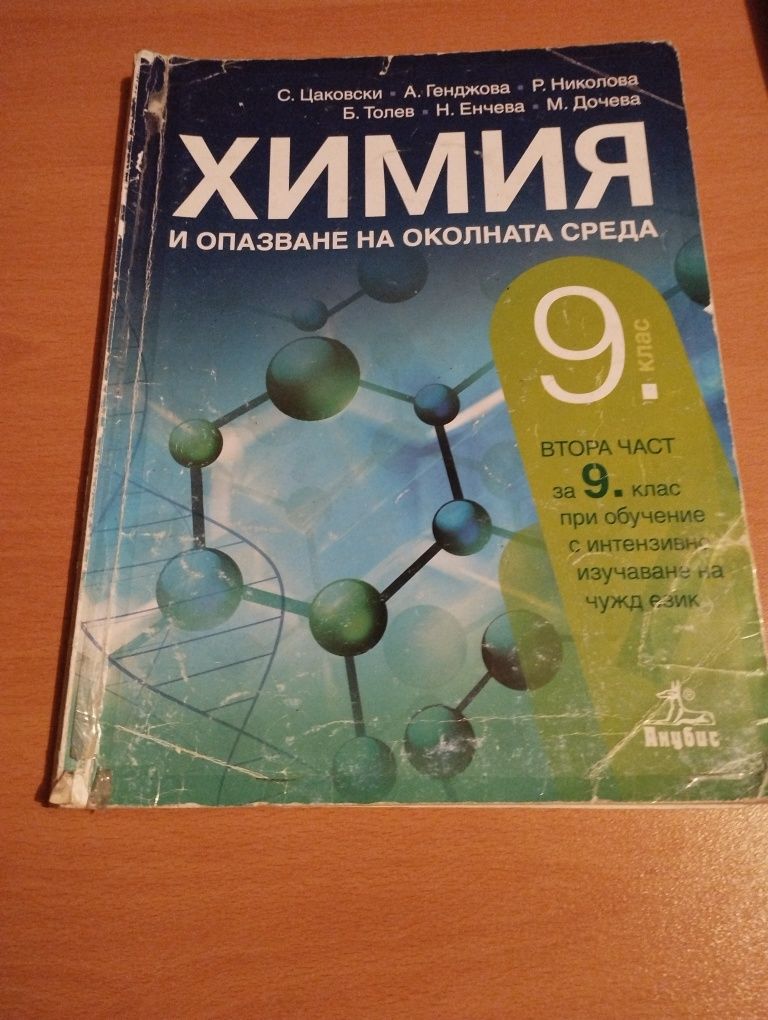 С. Цаковски ▪ А. Генджова ▪ Р. Николова
Б. Толев ▪ Н. Енчева ▪ М. Дочева
ХИМИЯ
И ОПАЗВАНЕ НА ОКОЛНАТА СРЕДА
9. клас
ВТОРА ЧАСТ
за 9. клас
при обучение
с интензивно
изучаване на
чужд език
Анубис